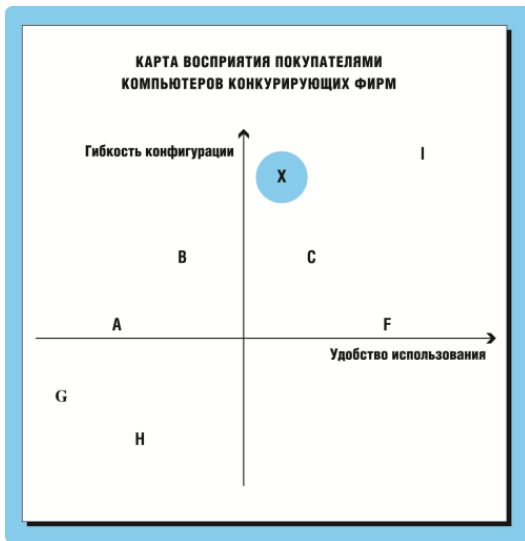 КАРТА ВОСПРИЯТИЯ ПОКУПАТЕЛЯМИ
КОМПЬЮТЕРОВ КОНКУРИРУЮЩИХ ФИРМ
Гибкость конфигурации
I
X
B
C
A
F
Удобство использования
G
H